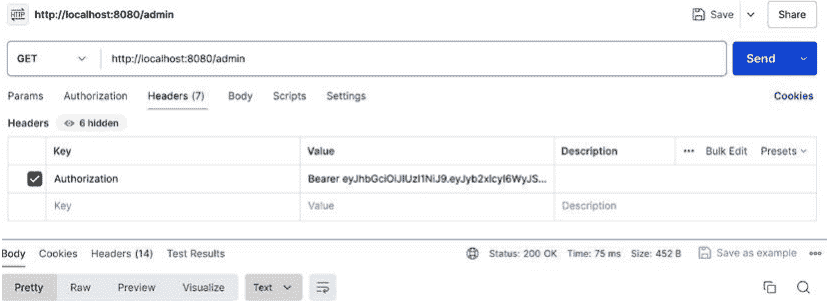 HTTP http://localhost:8080/admin Save Share
GET http://localhost:8080/admin Send
Params Authorization Headers (7) Body Scripts Settings Cookies
Headers 6 hidden
Key Value Description ••• Bulk Edit Presets
Authorization Bearer eyJhbGciOiJIUzI1NiJ9.eyJyb2xlcyI6WyJS...
Key Value Description
Body Cookies Headers (14) Test Results Status: 200 OK Time: 75 ms Size: 452 B Save as example •••
Pretty Raw Preview Visualize Text